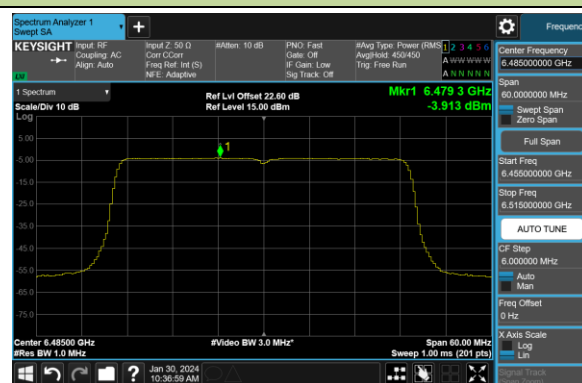 Spectrum Analyzer 1
Swept SA
Frequen
KEYSIGHT
Input: RF
Coupling: AC
Align: Auto
Input Z: 50 Ω
Corr CCorr
Freq Ref: Int (S)
NFE: Adaptive
#Atten: 10 dB
PNO: Fast
Gate: Off
IF Gain: Low
Sig Track: Off
#Avg Type: Power (RMS
Avg|Hold: 450/450
Trig: Free Run
1 2 3 4 5 6
A W W W W W
A N N N N N
LW
1 Spectrum
Scale/Div 10 dB
Log
Ref Lvl Offset 22.60 dB
Ref Level 15.00 dBm
Mkr1 6.479 3 GHz
-3.913 dBm
1
5.00
-5.00
-15.0
-25.0
-35.0
-45.0
-55.0
-65.0
-75.0
Center 6.48500 GHz
#Res BW 1.0 MHz
#Video BW 3.0 MHz*
Span 60.00 MHz
Sweep 1.00 ms (201 pts)
Center Frequency
6.485000000 GHz
Span
60.0000000 MHz
Swept Span
Zero Span
Full Span
Start Freq
6.455000000 GHz
Stop Freq
6.515000000 GHz
AUTO TUNE
CF Step
6.000000 MHz
Auto
Man
Freq Offset
0 Hz
X Axis Scale
Log
Lin
Signal Track
?
Jan 30, 2024
10:36:59 AM